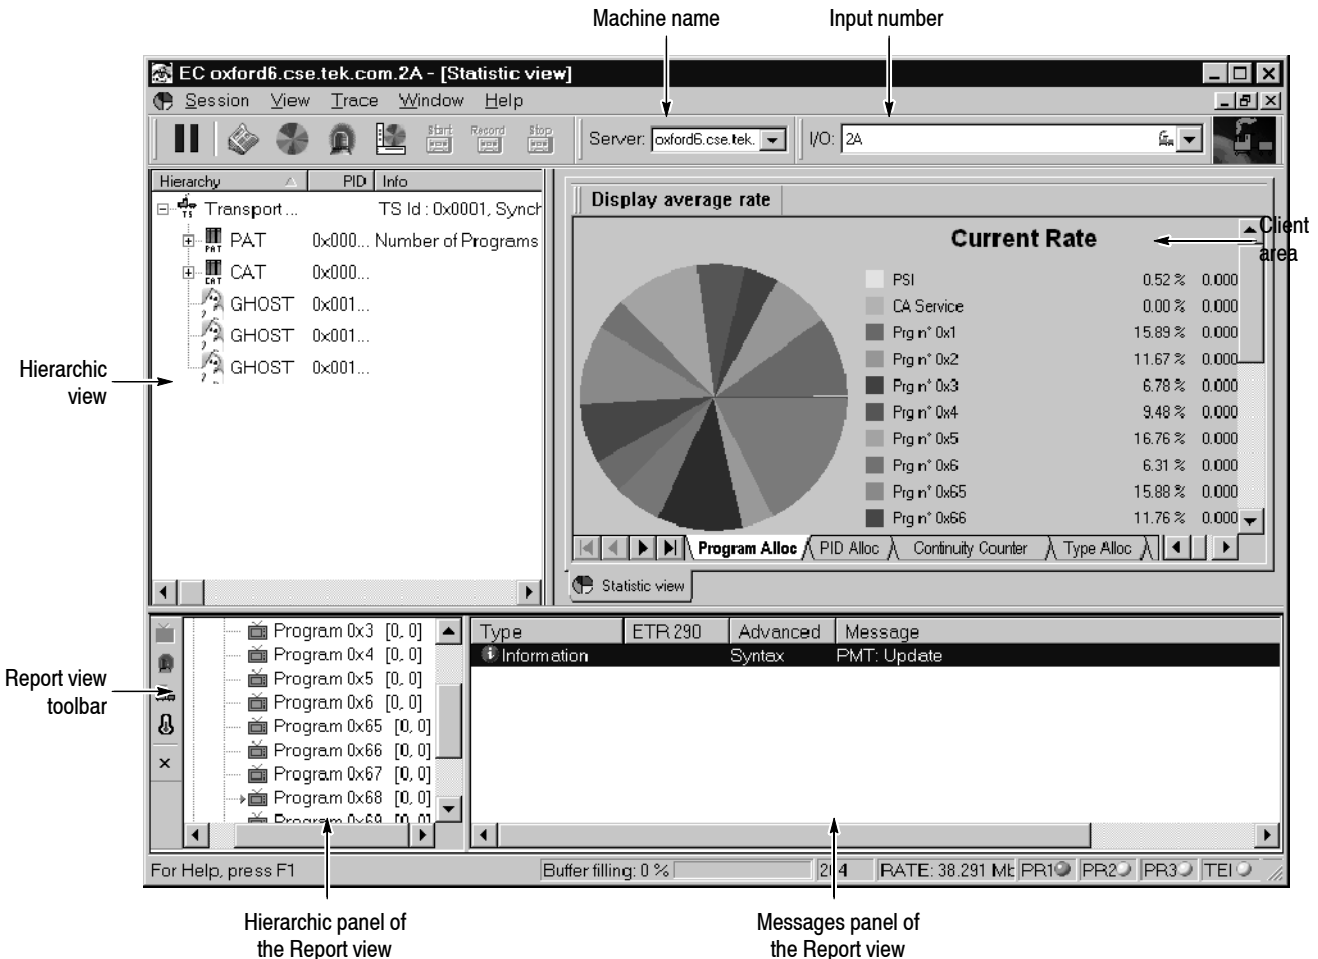 Machine name
Input number
EC oxford6.cse.tek.com.2A - [Statistic view]
Session View Trace Window Help
Start Record Stop
Server: oxford6.cse.tek.
I/O: 2A
Hierarchy PID Info
Transport... TS Id : 0x0001, Synch
TS
PAT 0x000... Number of Programs
PAT
CAT 0x000...
CAT
GHOST 0x001...
GHOST 0x001...
GHOST 0x001...
Hierarchic
view
Display average rate
Current Rate
Client
area
PSI 0.52 % 0.000
CA Service 0.00 % 0.000
Prg n° 0x1 15.89 % 0.000
Prg n° 0x2 11.67 % 0.000
Prg n° 0x3 6.78 % 0.000
Prg n° 0x4 9.48 % 0.000
Prg n° 0x5 16.76 % 0.000
Prg n° 0x6 6.31 % 0.000
Prg n° 0x65 15.88 % 0.000
Prg n° 0x66 11.76 % 0.000
Program Alloc PID Alloc Continuity Counter Type Alloc
Statistic view
Report view
toolbar
Program 0x3 [0, 0]
Program 0x4 [0, 0]
Program 0x5 [0, 0]
Program 0x6 [0, 0]
Program 0x65 [0, 0]
Program 0x66 [0, 0]
Program 0x67 [0, 0]
Program 0x68 [0, 0]
Program 0x69 [0, 0]
Type ETR 290 Advanced Message
Information Syntax PMT: Update
For Help, press F1
Buffer filling: 0 %
RATE: 38.291 Mb
PR1 PR2 PR3 TEI
Hierarchic panel of
the Report view
Messages panel of
the Report view